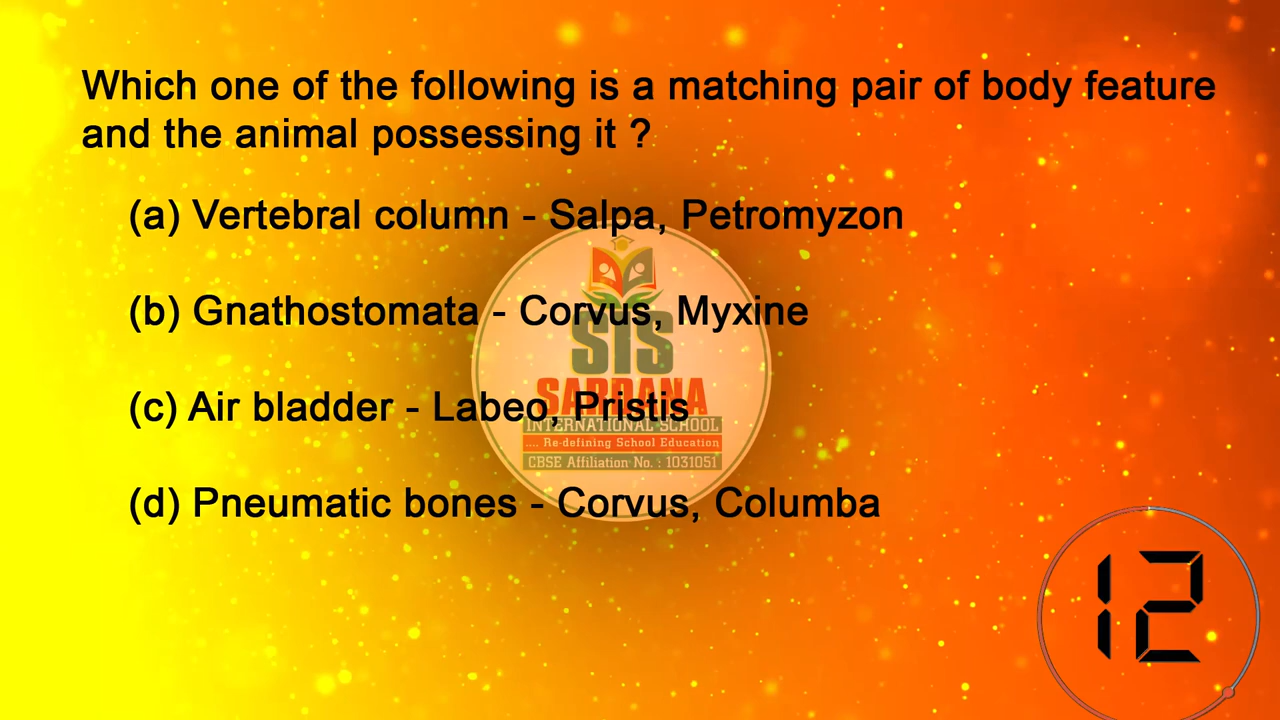 Which one of the following is a matching pair of body feature
and the animal possessing it ?
(a) Vertebral column - Salpa, Petromyzon
(b) Gnathostomata - Corvus, Myxine
SIS
SARDANA
(c) Air bladder - Labeo, Pristis
INTERNATIONAL SCHOOL
.... Re-defining School Education
CBSE Affiliation No. : 1031051
(d) Pneumatic bones - Corvus, Columba
12